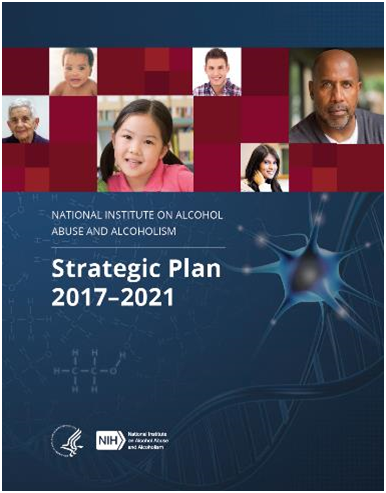 NATIONAL INSTITUTE ON ALCOHOL
ABUSE AND ALCOHOLISM
Strategic Plan
2017–2021
H H
H C C O H
H H
NIH
National Institute
on Alcohol Abuse
and Alcoholism